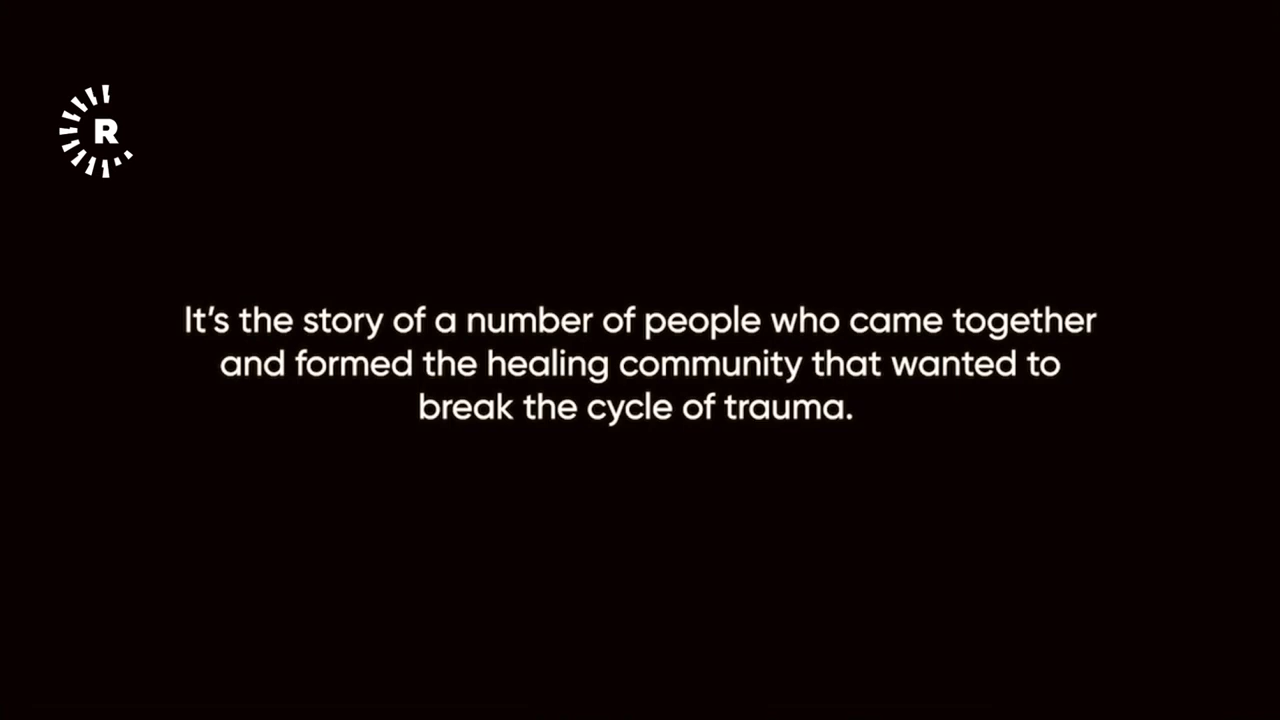 R
It's the story of a number of people who came together
and formed the healing community that wanted to
break the cycle of trauma.